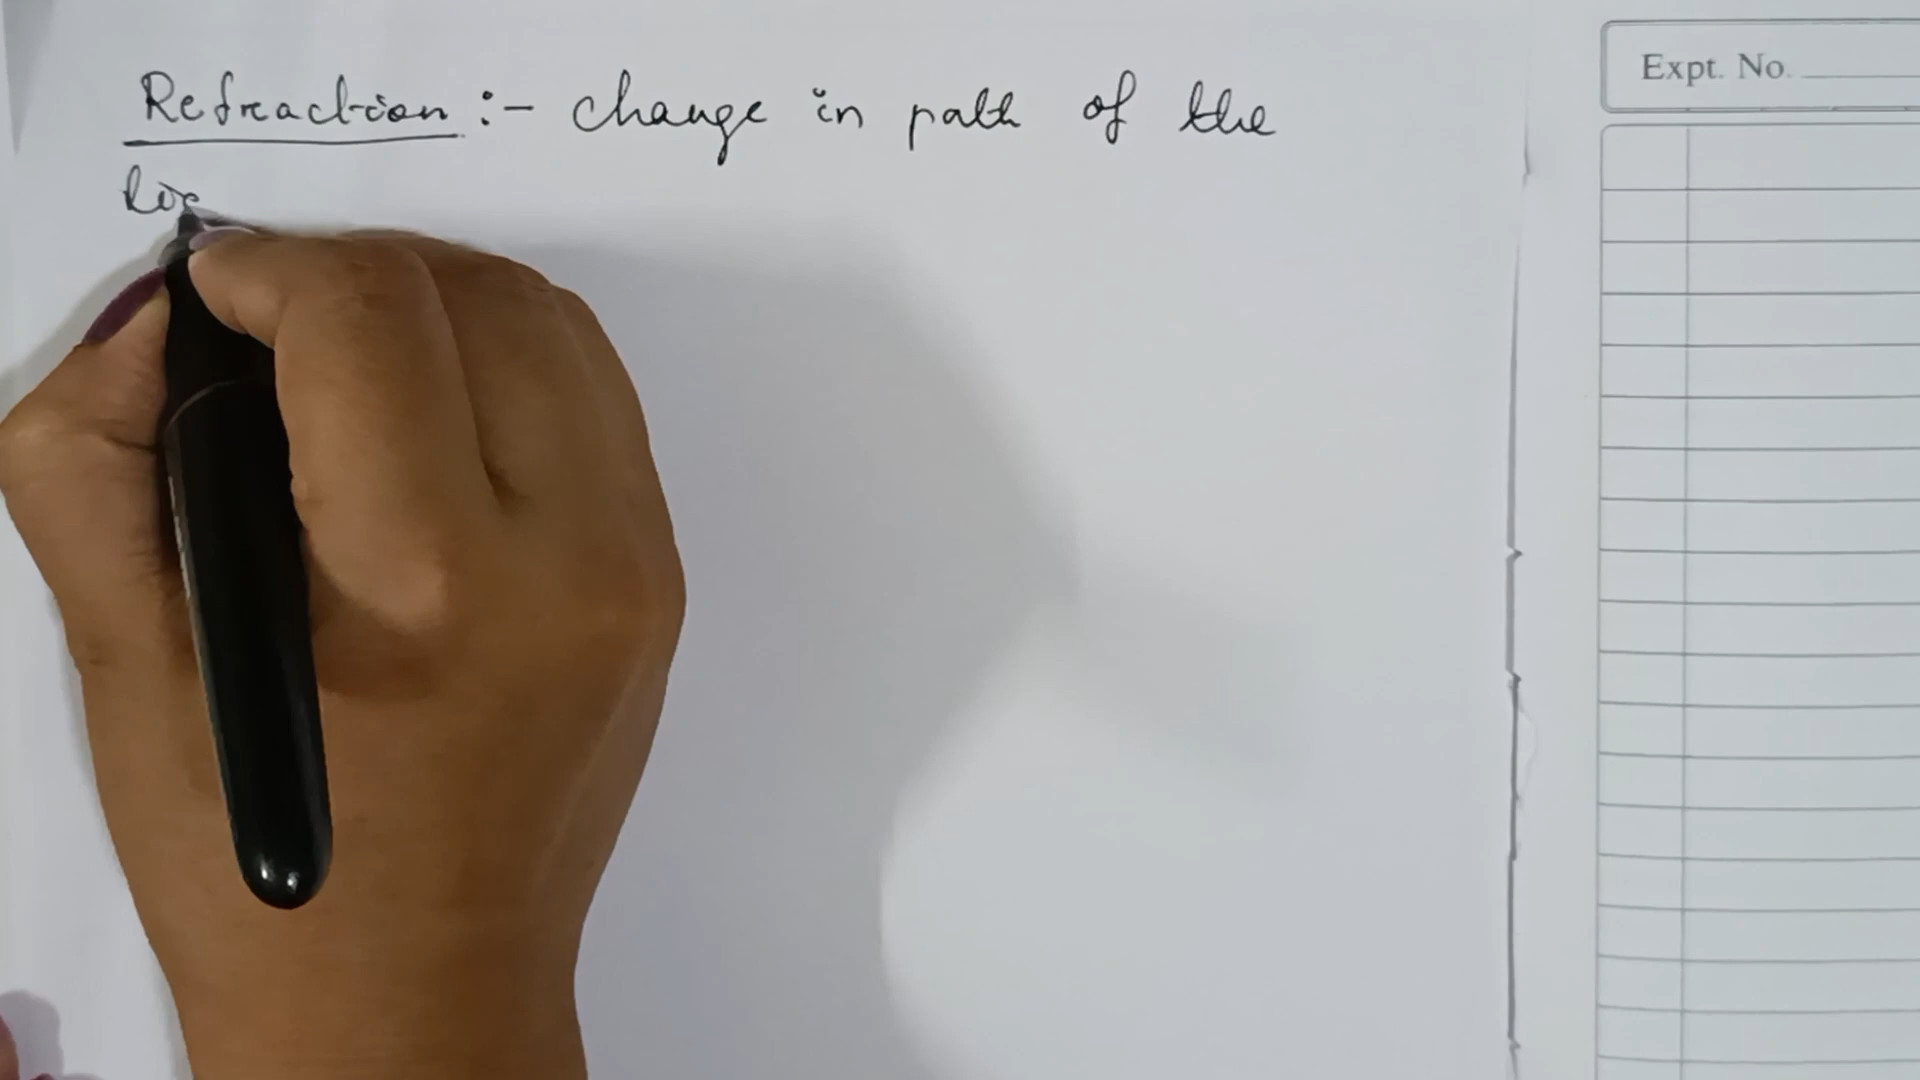 Refraction :- change in path of the
Expt. No.